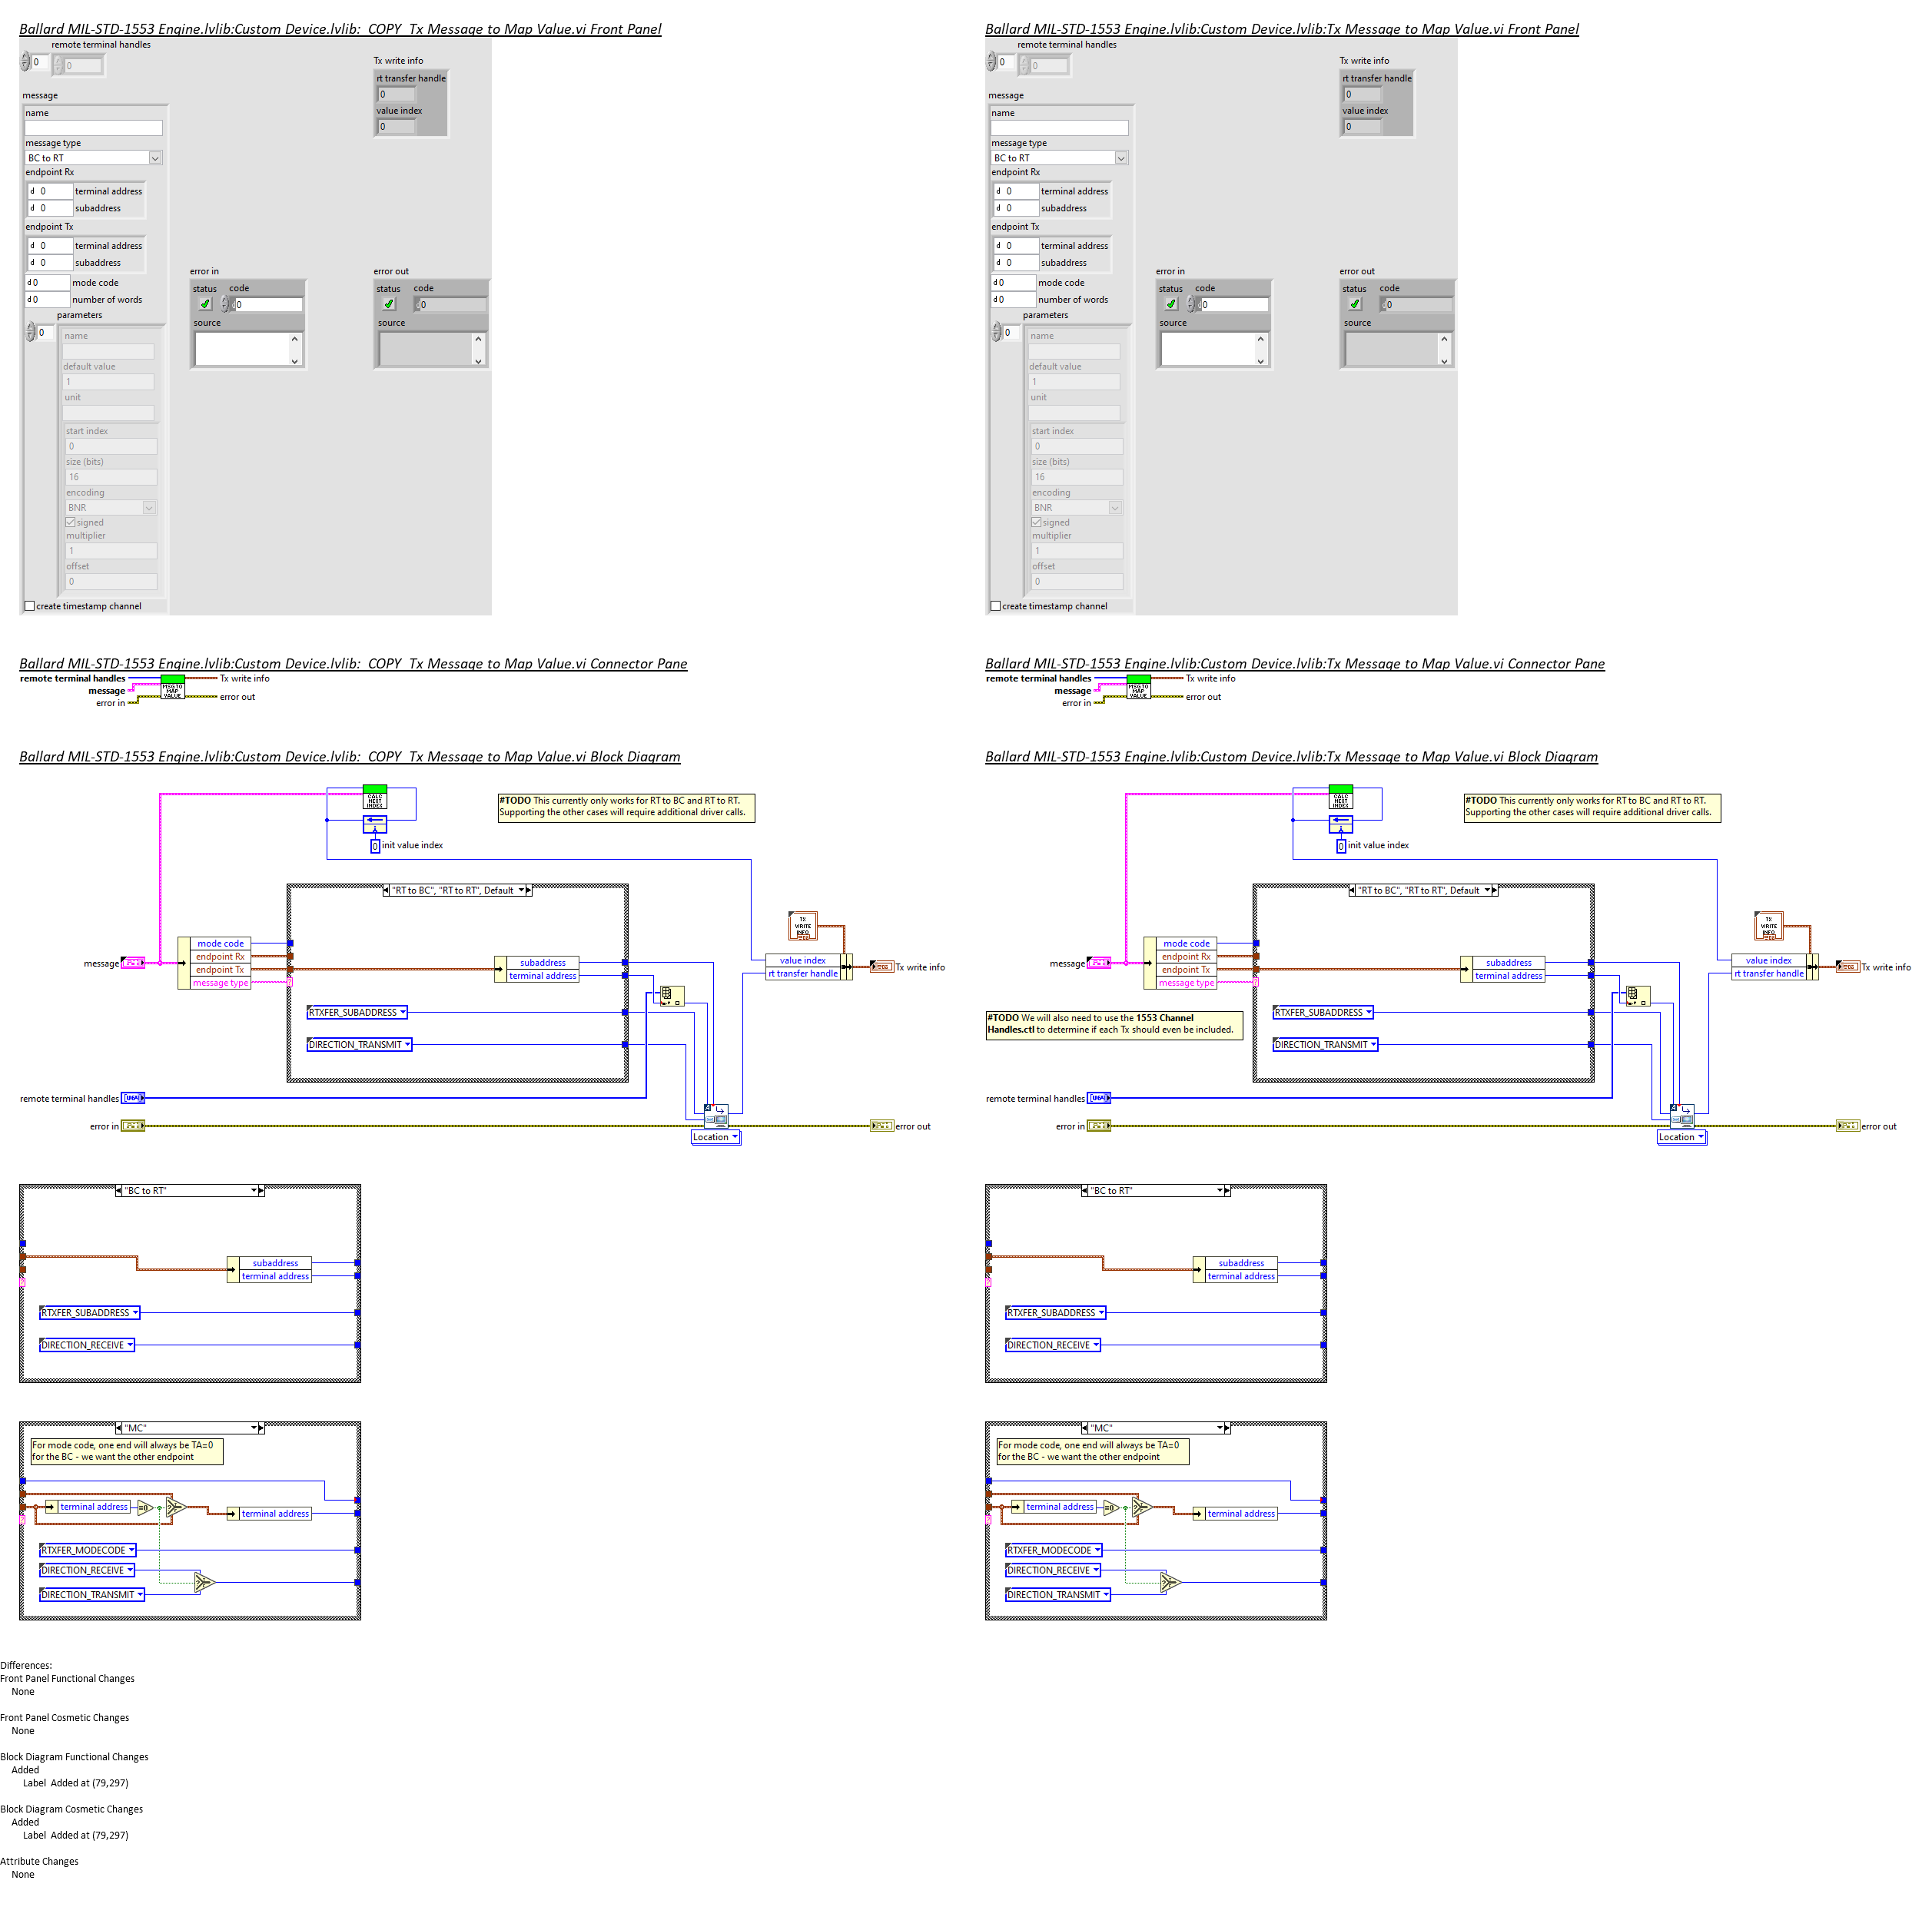 Ballard MIL-STD-1553 Engine.lvlib:Custom Device.lvlib:_COPY_Tx Message to Map Value.vi Front Panel
remote terminal handles
0
0
Tx write info
rt transfer handle
0
value index
0
message
name
message type
BC to RT
endpoint Rx
d 0 terminal address
d 0 subaddress
endpoint Tx
d 0 terminal address
d 0 subaddress
d 0 mode code
d 0 number of words
parameters
0
name
default value
1
unit
start index
0
size (bits)
16
encoding
BNR
signed
multiplier
1
offset
0
create timestamp channel
error in
status code
d 0
source
error out
status code
d 0
source
Ballard MIL-STD-1553 Engine.lvlib:Custom Device.lvlib:Tx Message to Map Value.vi Front Panel
remote terminal handles
0
0
Tx write info
rt transfer handle
0
value index
0
message
name
message type
BC to RT
endpoint Rx
d 0 terminal address
d 0 subaddress
endpoint Tx
d 0 terminal address
d 0 subaddress
d 0 mode code
d 0 number of words
parameters
0
name
default value
1
unit
start index
0
size (bits)
16
encoding
BNR
signed
multiplier
1
offset
0
create timestamp channel
error in
status code
d 0
source
error out
status code
d 0
source
Ballard MIL-STD-1553 Engine.lvlib:Custom Device.lvlib:_COPY_Tx Message to Map Value.vi Connector Pane
remote terminal handles
message
error in
MSG TO
MAP
VALUE
Tx write info
error out
Ballard MIL-STD-1553 Engine.lvlib:Custom Device.lvlib:Tx Message to Map Value.vi Connector Pane
remote terminal handles
message
error in
MSG TO
MAP
VALUE
Tx write info
error out
Ballard MIL-STD-1553 Engine.lvlib:Custom Device.lvlib:_COPY_Tx Message to Map Value.vi Block Diagram
CALC
NEXT
INDEX
0 init value index
#TODO This currently only works for RT to BC and RT to RT.
Supporting the other cases will require additional driver calls.
"RT to BC", "RT to RT", Default
message
mode code
endpoint Rx
endpoint Tx
message type
subaddress
terminal address
RTXFER_SUBADDRESS
DIRECTION_TRANSMIT
TX
WRITE
INFO
value index
rt transfer handle
Tx write info
remote terminal handles
U64
error in
Location
error out
"BC to RT"
subaddress
terminal address
RTXFER_SUBADDRESS
DIRECTION_RECEIVE
"MC"
For mode code, one end will always be TA=0
for the BC - we want the other endpoint
terminal address
=0
?
terminal address
RTXFER_MODECODE
DIRECTION_RECEIVE
DIRECTION_TRANSMIT
?
Ballard MIL-STD-1553 Engine.lvlib:Custom Device.lvlib:Tx Message to Map Value.vi Block Diagram
CALC
NEXT
INDEX
0 init value index
#TODO This currently only works for RT to BC and RT to RT.
Supporting the other cases will require additional driver calls.
"RT to BC", "RT to RT", Default
message
mode code
endpoint Rx
endpoint Tx
message type
subaddress
terminal address
#TODO We will also need to use the 1553 Channel
Handles.ctl to determine if each Tx should even be included.
RTXFER_SUBADDRESS
DIRECTION_TRANSMIT
TX
WRITE
INFO
value index
rt transfer handle
Tx write info
remote terminal handles
U64
error in
Location
error out
"BC to RT"
subaddress
terminal address
RTXFER_SUBADDRESS
DIRECTION_RECEIVE
"MC"
For mode code, one end will always be TA=0
for the BC - we want the other endpoint
terminal address
=0
?
terminal address
RTXFER_MODECODE
DIRECTION_RECEIVE
DIRECTION_TRANSMIT
?
Differences:
Front Panel Functional Changes
None
Front Panel Cosmetic Changes
None
Block Diagram Functional Changes
Added
Label Added at (79,297)
Block Diagram Cosmetic Changes
Added
Label Added at (79,297)
Attribute Changes
None